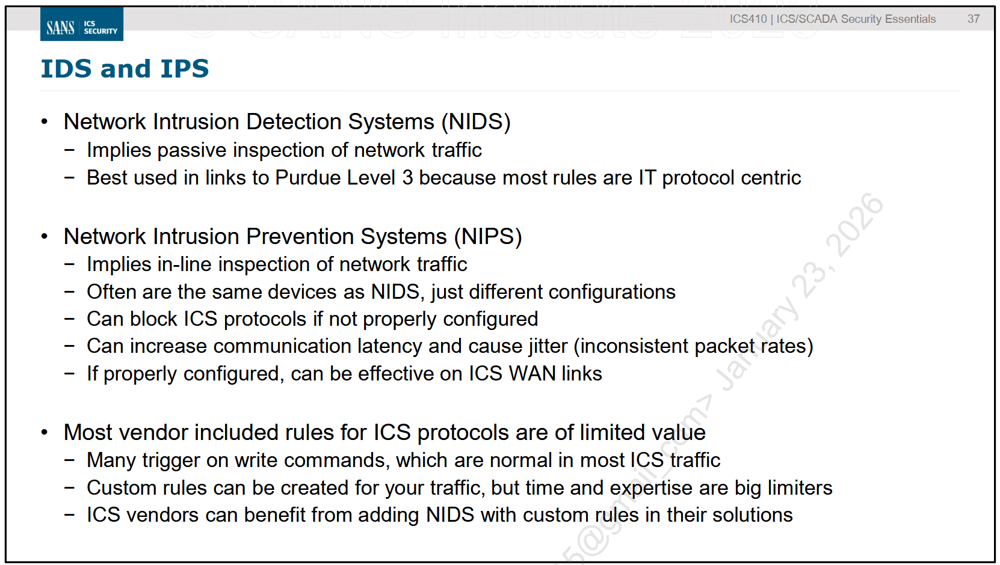 © SANS Institute 2026
ICS410 | ICS/SCADA Security Essentials 37
SANS ICS SECURITY
IDS and IPS
• Network Intrusion Detection Systems (NIDS)
– Implies passive inspection of network traffic
– Best used in links to Purdue Level 3 because most rules are IT protocol centric
• Network Intrusion Prevention Systems (NIPS)
– Implies in-line inspection of network traffic
– Often are the same devices as NIDS, just different configurations
– Can block ICS protocols if not properly configured
– Can increase communication latency and cause jitter (inconsistent packet rates)
– If properly configured, can be effective on ICS WAN links
• Most vendor included rules for ICS protocols are of limited value
– Many trigger on write commands, which are normal in most ICS traffic
– Custom rules can be created for your traffic, but time and expertise are big limiters
– ICS vendors can benefit from adding NIDS with custom rules in their solutions
5@gmail_com> January 23, 2026